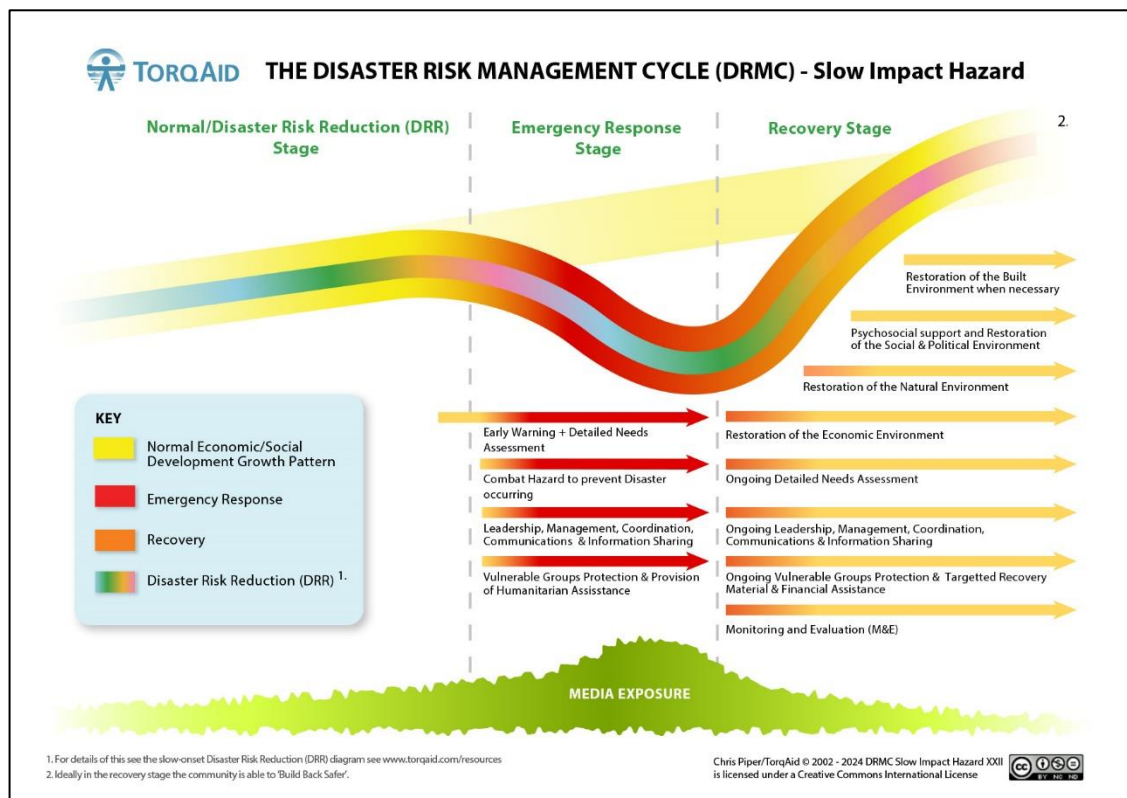 TORQAID
THE DISASTER RISK MANAGEMENT CYCLE (DRMC) - Slow Impact Hazard
Normal/Disaster Risk Reduction (DRR)
Stage
Emergency Response
Stage
Recovery Stage
2.
Restoration of the Built
Environment when necessary
Psychosocial support and Restoration
of the Social & Political Environment
Restoration of the Natural Environment
KEY
Normal Economic/Social
Development Growth Pattern
Emergency Response
Recovery
Disaster Risk Reduction (DRR) 1.
Early Warning + Detailed Needs
Assessment
Combat Hazard to prevent Disaster
occurring
Leadership, Management, Coordination,
Communications & Information Sharing
Vulnerable Groups Protection & Provision
of Humanitarian Assisstance
Restoration of the Economic Environment
Ongoing Detailed Needs Assessment
Ongoing Leadership, Management, Coordination,
Communications & Information Sharing
Ongoing Vulnerable Groups Protection & Targetted Recovery
Material & Financial Assistance
Monitoring and Evaluation (M&E)
MEDIA EXPOSURE
1. For details of this see the slow-onset Disaster Risk Reduction (DRR) diagram see www.torqaid.com/resources
2. Ideally in the recovery stage the community is able to 'Build Back Safer'.
Chris Piper/TorqAid © 2002 - 2024 DRMC Slow Impact Hazard XXII
is licensed under a Creative Commons International License
cc
BY NC ND